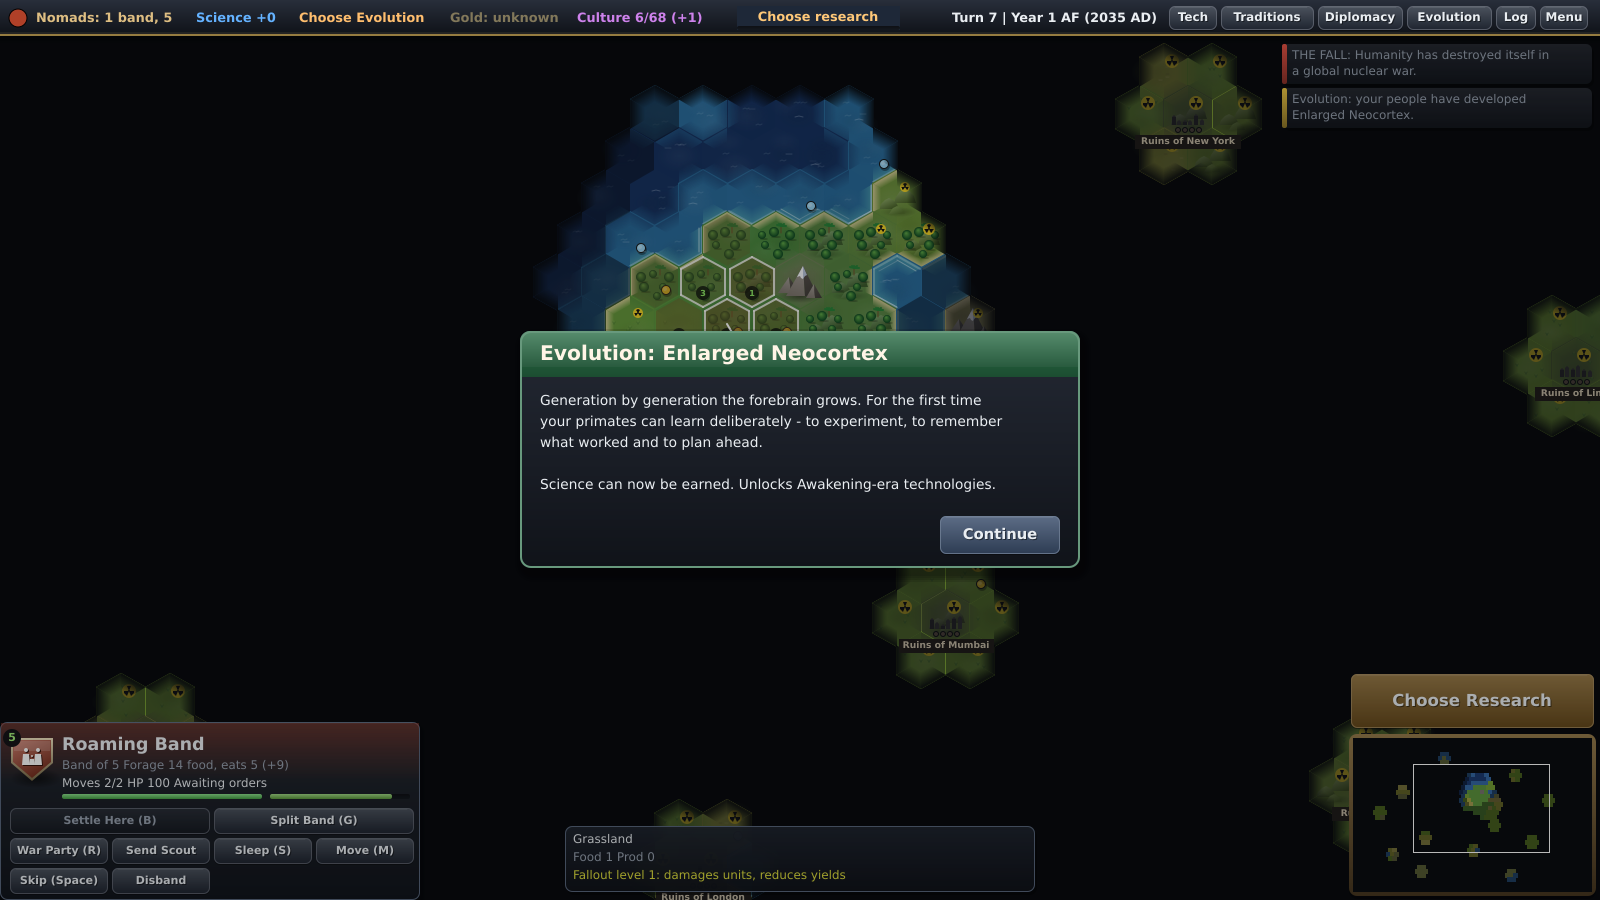 Nomads: 1 band, 5
Science +0
Choose Evolution
Gold: unknown
Culture 6/68 (+1)
Choose research
Turn 7 | Year 1 AF (2035 AD)
Tech
Traditions
Diplomacy
Evolution
Log
Menu
THE FALL: Humanity has destroyed itself in
a global nuclear war.
Evolution: your people have developed
Enlarged Neocortex.
Ruins of New York
3
1
Evolution: Enlarged Neocortex
Generation by generation the forebrain grows. For the first time
your primates can learn deliberately - to experiment, to remember
what worked and to plan ahead.
Science can now be earned. Unlocks Awakening-era technologies.
Continue
Ruins of Lin
Ruins of Mumbai
Choose Research
5
Roaming Band
Band of 5 Forage 14 food, eats 5 (+9)
Moves 2/2 HP 100 Awaiting orders
Settle Here (B)
Split Band (G)
War Party (R)
Send Scout
Sleep (S)
Move (M)
Skip (Space)
Disband
Grassland
Food 1 Prod 0
Fallout level 1: damages units, reduces yields
Ruins of London